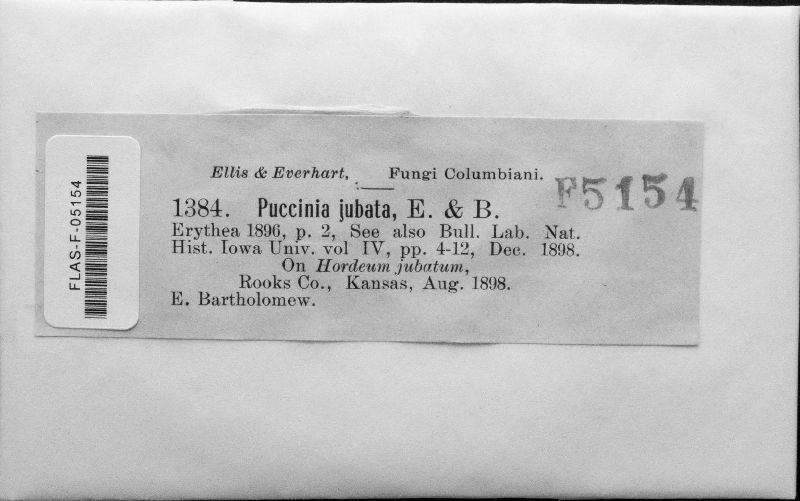 Ellis & Everhart, Fungi Columbiani.
F5154
1384. Puccinia jubata, E. & B.
Erythea 1896, p. 2, See also Bull. Lab. Nat.
Hist. Iowa Univ. vol IV, pp. 4-12, Dec. 1898.
On Hordeum jubatum,
Rooks Co., Kansas, Aug. 1898.
E. Bartholomew.
FLAS-F-05154